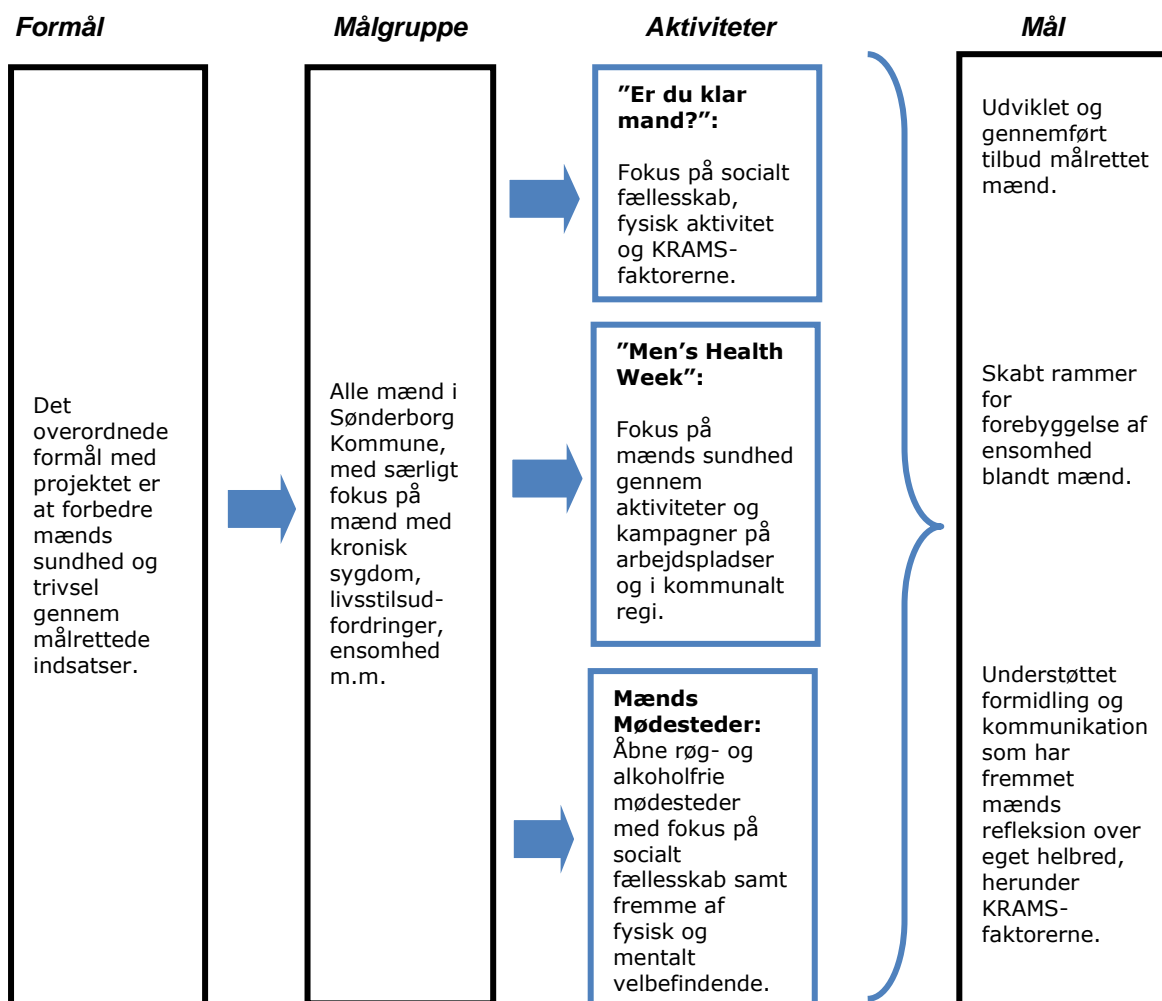 Formål
Målgruppe
Aktiviteter
Mål
Det
overordnede
formål med
projektet er
at forbedre
mænds
sundhed og
trivsel
gennem
målrettede
indsatser.
Alle mænd i
Sønderborg
Kommune,
med særligt
fokus på
mænd med
kronisk
sygdom,
livsstilsud-
fordringer,
ensomhed
m.m.
”Er du klar
mand?”:
Fokus på socialt
fællesskab,
fysisk aktivitet
og KRAMS-
faktorerne.
”Men’s Health
Week”:
Fokus på
mænds sundhed
gennem
aktiviteter og
kampagner på
arbejdspladser
og i kommunalt
regi.
Mænds
Mødesteder:
Åbne røg- og
alkoholfrie
mødesteder
med fokus på
socialt
fællesskab samt
fremme af
fysisk og
mentalt
velbefindende.
Udviklet og
gennemført
tilbud målrettet
mænd.
Skabt rammer
for
forebyggelse af
ensomhed
blandt mænd.
Understøttet
formidling og
kommunikation
som har
fremmet
mænds
refleksion over
eget helbred,
herunder
KRAMS-
faktorerne.